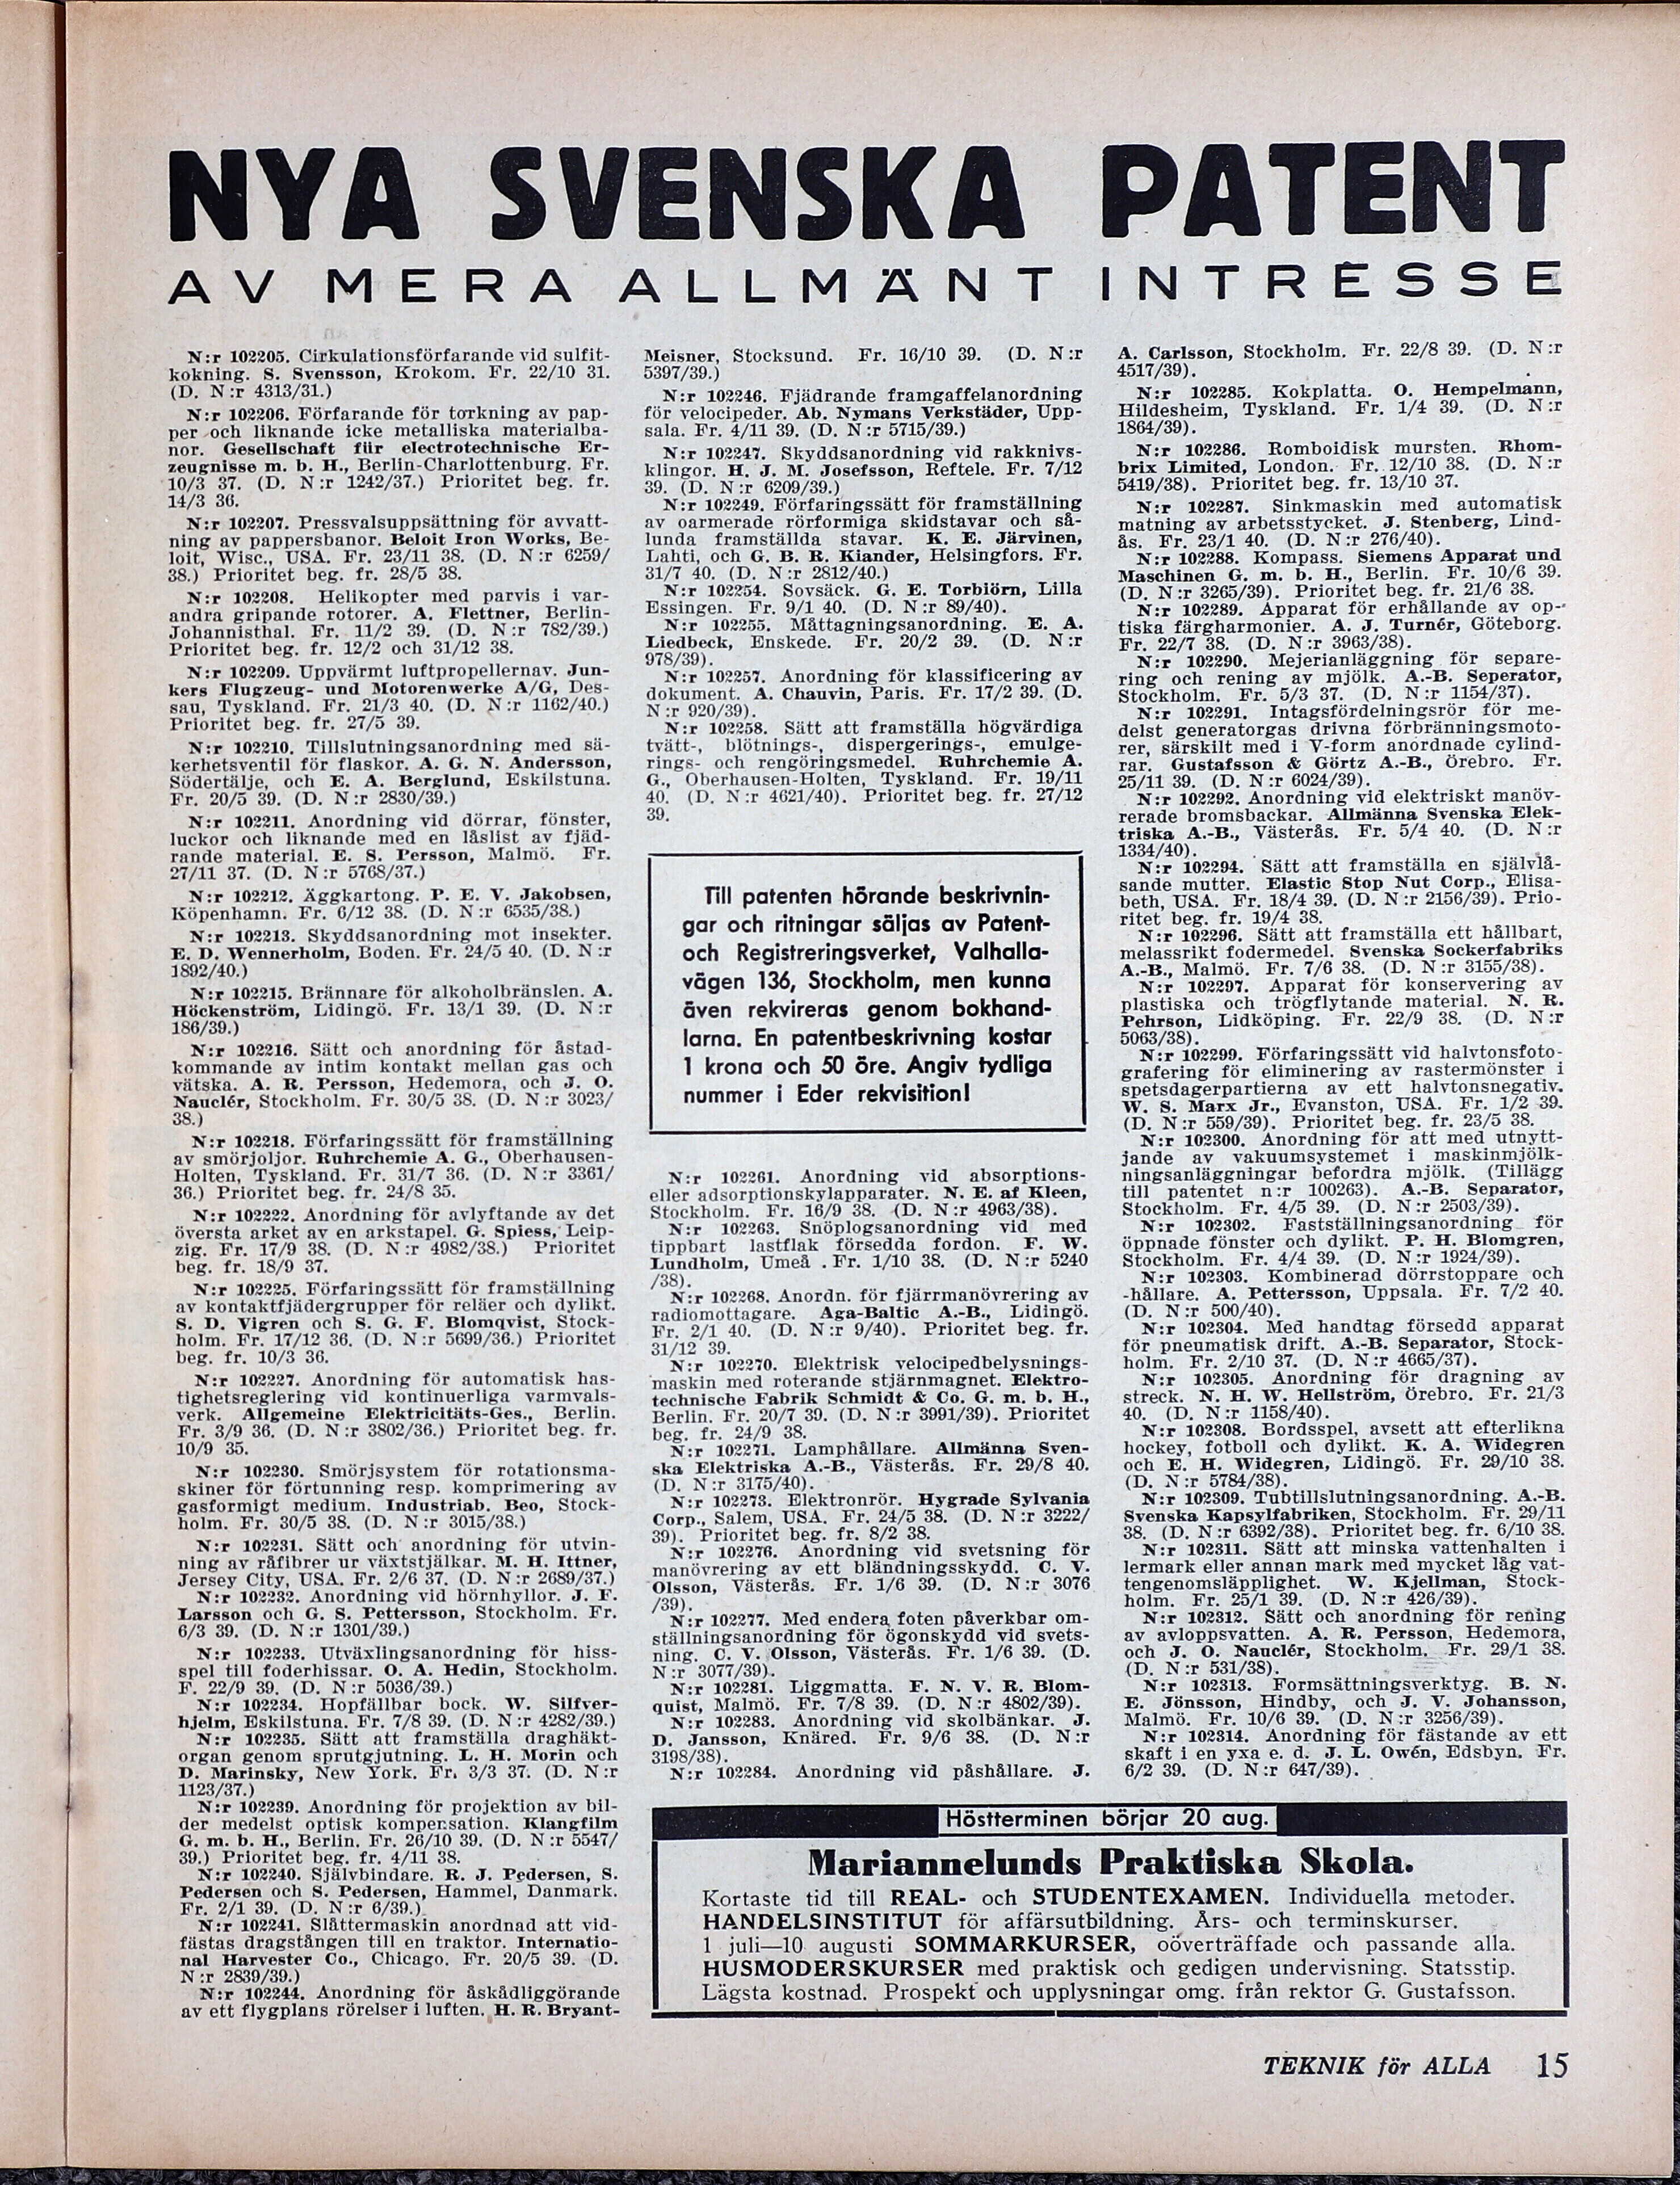 NYA SVENSKA PATENT
AV MERA ALLMÄNT INTRESSE
N:r 102205. Cirkulationsförfarande vid sulfit-
kokning. S. Svensson, Krokom. Fr. 22/10 31.
(D. N:r 4313/31.)
N:r 102206. Förfarande för torkning av pap-
per och liknande icke metalliska materialba-
nor. Gesellschaft für electrotechnische Er-
zeugnisse m. b. H., Berlin-Charlottenburg. Fr.
10/3 37. (D. N:r 1242/37.) Prioritet beg. fr.
14/3 36.
N:r 102207. Pressvalsuppsättning för avvatt-
ning av pappersbanor. Beloit Iron Works, Be-
loit, Wisc., USA. Fr. 23/11 38. (D. N:r 6259/
38.) Prioritet beg. fr. 28/5 38.
N:r 102208. Helikopter med parvis i var-
andra gripande rotorer. A. Flettner, Berlin-
Johannisthal. Fr. 11/2 39. (D. N:r 782/39.)
Prioritet beg. fr. 12/2 och 31/12 38.
N:r 102209. Uppvärmt luftpropellernav. Jun-
kers Flugzeug- und Motorenwerke A/G, Des-
sau, Tyskland. Fr. 21/3 40. (D. N:r 1162/40.)
Prioritet beg. fr. 27/5 39.
N:r 102210. Tillslutningsanordning med sä-
kerhetsventil för flaskor. A. G. N. Andersson,
Södertälje, och E. A. Berglund, Eskilstuna.
Fr. 20/5 39. (D. N:r 2830/39.)
N:r 102211. Anordning vid dörrar, fönster,
luckor och liknande med en låslist av fjäd-
rande material. E. S. Persson, Malmö. Fr.
27/11 37. (D. N:r 5768/37.)
N:r 102212. Äggkartong. P. E. V. Jakobsen,
Köpenhamn. Fr. 6/12 38. (D. N:r 6535/38.)
N:r 102213. Skyddsanordning mot insekter.
E. D. Wennerholm, Boden. Fr. 24/5 40. (D. N:r
1892/40.)
N:r 102215. Brännare för alkoholbränslen. A.
Höckenström, Lidingö. Fr. 13/1 39. (D. N:r
186/39.)
N:r 102216. Sätt och anordning för åstad-
kommande av intim kontakt mellan gas och
vätska. A. R. Persson, Hedemora, och J. O.
Nauclér, Stockholm. Fr. 30/5 38. (D. N:r 3023/
38.)
N:r 102218. Förfaringssätt för framställning
av smörjoljor. Ruhrchemie A. G., Oberhausen-
Holten, Tyskland. Fr. 31/7 36. (D. N:r 3361/
36.) Prioritet beg. fr. 24/8 35.
N:r 102222. Anordning för avlyftande av det
översta arket av en arkstapel. G. Spiess, Leip-
zig. Fr. 17/9 38. (D. N:r 4982/38.) Prioritet
beg. fr. 18/9 37.
N:r 102225. Förfaringssätt för framställning
av kontaktfjädergrupper för reläer och dylikt.
S. D. Vigren och S. G. F. Blomqvist, Stock-
holm. Fr. 17/12 36. (D. N:r 5699/36.) Prioritet
beg. fr. 10/3 36.
N:r 102227. Anordning för automatisk has-
tighetsreglering vid kontinuerliga varmvals-
verk. Allgemeine Elektricitäts-Ges., Berlin.
Fr. 3/9 36. (D. N:r 3802/36.) Prioritet beg. fr.
10/9 35.
N:r 102230. Smörjsystem för rotationsma-
skiner för förtunning resp. komprimering av
gasformigt medium. Industriab. Beo, Stock-
holm. Fr. 30/5 38. (D. N:r 3015/38.)
N:r 102231. Sätt och anordning för utvin-
ning av råfibrer ur växtstjälkar. M. H. Ittner,
Jersey City, USA. Fr. 2/6 37. (D. N:r 2689/37.)
N:r 102232. Anordning vid hörnhyllor. J. F.
Larsson och G. S. Pettersson, Stockholm. Fr.
6/3 39. (D. N:r 1301/39.)
N:r 102233. Utväxlingsanordning för hiss-
spel till foderhissar. O. A. Hedin, Stockholm.
F. 22/9 39. (D. N:r 5036/39.)
N:r 102234. Hopfällbar bock. W. Silfver-
hjelm, Eskilstuna. Fr. 7/8 39. (D. N:r 4282/39.)
N:r 102235. Sätt att framställa draghäkt-
organ genom sprutgjutning. L. H. Morin och
D. Marinsky, New York. Fr. 3/3 37. (D. N:r
1123/37.)
N:r 102239. Anordning för projektion av bil-
der medelst optisk kompensation. Klangfilm
G. m. b. H., Berlin. Fr. 26/10 39. (D. N:r 5547/
39.) Prioritet beg. fr. 4/11 38.
N:r 102240. Självbindare. R. J. Pedersen, S.
Pedersen och S. Pedersen, Hammel, Danmark.
Fr. 2/1 39. (D. N:r 6/39.)
N:r 102241. Slåttermaskin anordnad att vid-
fästas dragstången till en traktor. Internatio-
nal Harvester Co., Chicago. Fr. 20/5 39. (D.
N:r 2839/39.)
N:r 102244. Anordning för åskådliggörande
av ett flygplans rörelser i luften. H. R. Bryant-
Meisner, Stocksund. Fr. 16/10 39. (D. N:r
5397/39.)
N:r 102246. Fjädrande framgaffelanordning
för velocipeder. Ab. Nymans Verkstäder, Upp-
sala. Fr. 4/11 39. (D. N:r 5715/39.)
N:r 102247. Skyddsanordning vid rakknivs-
klingor. H. J. M. Josefsson, Reftele. Fr. 7/12
39. (D. N:r 6209/39.)
N:r 102249. Förfaringssätt för framställning
av oarmerade rörformiga skidstavar och så-
lunda framställda stavar. K. E. Järvinen,
Lahti, och G. B. R. Kiander, Helsingfors. Fr.
31/7 40. (D. N:r 2812/40.)
N:r 102254. Sovsäck. G. E. Torbiörn, Lilla
Essingen. Fr. 9/1 40. (D. N:r 89/40).
N:r 102255. Måttagningsanordning. E. A.
Liedbeck, Enskede. Fr. 20/2 39. (D. N:r
978/39).
N:r 102257. Anordning för klassificering av
dokument. A. Chauvin, Paris. Fr. 17/2 39. (D.
N:r 920/39).
N:r 102258. Sätt att framställa högvärdiga
tvätt-, blötnings-, dispergerings-, emulge-
rings- och rengöringsmedel. Ruhrchemie A.
G., Oberhausen-Holten, Tyskland. Fr. 19/11
40. (D. N:r 4621/40). Prioritet beg. fr. 27/12
39.
Till patenten hörande beskrivnin-
gar och ritningar säljas av Patent-
och Registreringsverket, Valhalla-
vägen 136, Stockholm, men kunna
även rekvireras genom bokhand-
larna. En patentbeskrivning kostar
1 krona och 50 öre. Angiv tydliga
nummer i Eder rekvisition!
N:r 102261. Anordning vid absorptions-
eller adsorptionskylapparater. N. E. af Kleen,
Stockholm. Fr. 16/9 38. (D. N:r 4963/38).
N:r 102263. Snöplogsanordning vid med
tippbart lastflak försedda fordon. F. W.
Lundholm, Umeå . Fr. 1/10 38. (D. N:r 5240
/38).
N:r 102268. Anordn. för fjärrmanövrering av
radiomottagare. Aga-Baltic A.-B., Lidingö.
Fr. 2/1 40. (D. N:r 9/40). Prioritet beg. fr.
31/12 39.
N:r 102270. Elektrisk velocipedbelysnings-
maskin med roterande stjärnmagnet. Elektro-
technische Fabrik Schmidt & Co. G. m. b. H.,
Berlin. Fr. 20/7 39. (D. N:r 3991/39). Prioritet
beg. fr. 24/9 38.
N:r 102271. Lamphållare. Allmänna Sven-
ska Elektriska A.-B., Västerås. Fr. 29/8 40.
(D. N:r 3175/40).
N:r 102273. Elektronrör. Hygrade Sylvania
Corp., Salem, USA. Fr. 24/5 38. (D. N:r 3222/
39). Prioritet beg. fr. 8/2 38.
N:r 102276. Anordning vid svetsning för
manövrering av ett bländningsskydd. C. V.
Olsson, Västerås. Fr. 1/6 39. (D. N:r 3076
/39).
N:r 102277. Med endera foten påverkbar om-
ställningsanordning för ögonskydd vid svets-
ning. C. V. Olsson, Västerås. Fr. 1/6 39. (D.
N:r 3077/39).
N:r 102281. Liggmatta. F. N. V. R. Blom-
quist, Malmö. Fr. 7/8 39. (D. N:r 4802/39).
N:r 102283. Anordning vid skolbänkar. J.
D. Jansson, Knäred. Fr. 9/6 38. (D. N:r
3198/38).
N:r 102284. Anordning vid påshållare. J.
A. Carlsson, Stockholm. Fr. 22/8 39. (D. N:r
4517/39).
N:r 102285. Kokplatta. O. Hempelmann,
Hildesheim, Tyskland. Fr. 1/4 39. (D. N:r
1864/39).
N:r 102286. Romboidisk mursten. Rhom-
brix Limited, London. Fr. 12/10 38. (D. N:r
5419/38). Prioritet beg. fr. 13/10 37.
N:r 102287. Sinkmaskin med automatisk
matning av arbetsstycket. J. Stenberg, Lind-
ås. Fr. 23/1 40. (D. N:r 276/40).
N:r 102288. Kompass. Siemens Apparat und
Maschinen G. m. b. H., Berlin. Fr. 10/6 39.
(D. N:r 3265/39). Prioritet beg. fr. 21/6 38.
N:r 102289. Apparat för erhållande av op-
tiska färgharmonier. A. J. Turnér, Göteborg.
Fr. 22/7 38. (D. N:r 3963/38).
N:r 102290. Mejerianläggning för separe-
ring och rening av mjölk. A.-B. Seperator,
Stockholm. Fr. 5/3 37. (D. N:r 1154/37).
N:r 102291. Intagsfördelningsrör för me-
delst generatorgas drivna förbränningsmoto-
rer, särskilt med i V-form anordnade cylind-
rar. Gustafsson & Görtz A.-B., Örebro. Fr.
25/11 39. (D. N:r 6024/39).
N:r 102292. Anordning vid elektriskt manöv-
rerade bromsbackar. Allmänna Svenska Elek-
triska A.-B., Västerås. Fr. 5/4 40. (D. N:r
1334/40).
N:r 102294. Sätt att framställa en självlå-
sande mutter. Elastic Stop Nut Corp., Elisa-
beth, USA. Fr. 18/4 39. (D. N:r 2156/39). Prio-
ritet beg. fr. 19/4 38.
N:r 102296. Sätt att framställa ett hållbart,
melassrikt fodermedel. Svenska Sockerfabriks
A.-B., Malmö. Fr. 7/6 38. (D. N:r 3155/38).
N:r 102297. Apparat för konservering av
plastiska och trögflytande material. N. R.
Pehrson, Lidköping. Fr. 22/9 38. (D. N:r
5063/38).
N:r 102299. Förfaringssätt vid halvtonsfoto-
grafering för eliminering av rastermönster i
spetsdagerpartierna av ett halvtonsnegativ.
W. S. Marx Jr., Evanston, USA. Fr. 1/2 39.
(D. N:r 559/39). Prioritet beg. fr. 23/5 38.
N:r 102300. Anordning för att med utnytt-
jande av vakuumsystemet i maskinmjölk-
ningsanläggningar befordra mjölk. (Tillägg
till patentet n:r 100263). A.-B. Separator,
Stockholm. Fr. 4/5 39. (D. N:r 2503/39).
N:r 102302. Fastställningsanordning för
öppnade fönster och dylikt. P. H. Blomgren,
Stockholm. Fr. 4/4 39. (D. N:r 1924/39).
N:r 102303. Kombinerad dörrstoppare och
-hållare. A. Pettersson, Uppsala. Fr. 7/2 40.
(D. N:r 500/40).
N:r 102304. Med handtag försedd apparat
för pneumatisk drift. A.-B. Separator, Stock-
holm. Fr. 2/10 37. (D. N:r 4665/37).
N:r 102305. Anordning för dragning av
streck. N. H. W. Hellström, Örebro. Fr. 21/3
40. (D. N:r 1158/40).
N:r 102308. Bordsspel, avsett att efterlikna
hockey, fotboll och dylikt. K. A. Widegren
och E. H. Widegren, Lidingö. Fr. 29/10 38.
(D. N:r 5784/38).
N:r 102309. Tubtillslutningsanordning. A.-B.
Svenska Kapsylfabriken, Stockholm. Fr. 29/11
38. (D. N:r 6392/38). Prioritet beg. fr. 6/10 38.
N:r 102311. Sätt att minska vattenhalten i
lermark eller annan mark med mycket låg vat-
tengenomsläpplighet. W. Kjellman, Stock-
holm. Fr. 25/1 39. (D. N:r 426/39).
N:r 102312. Sätt och anordning för rening
av avloppsvatten. A. R. Persson, Hedemora,
och J. O. Nauclér, Stockholm. Fr. 29/1 38.
(D. N:r 531/38).
N:r 102313. Formsättningsverktyg. B. N.
E. Jönsson, Hindby, och J. V. Johansson,
Malmö. Fr. 10/6 39. (D. N:r 3256/39).
N:r 102314. Anordning för fästande av ett
skaft i en yxa e. d. J. L. Owén, Edsbyn. Fr.
6/2 39. (D. N:r 647/39).
Höstterminen börjar 20 aug.
Mariannelunds Praktiska Skola.
Kortaste tid till REAL- och STUDENTEXAMEN. Individuella metoder.
HANDELSINSTITUT för affärsutbildning. Års- och terminskurser.
1 juli—10 augusti SOMMARKURSER, oöverträffade och passande alla.
HUSMODERSKURSER med praktisk och gedigen undervisning. Statsstip.
Lägsta kostnad. Prospekt och upplysningar omg. från rektor G. Gustafsson.
TEKNIK för ALLA 15